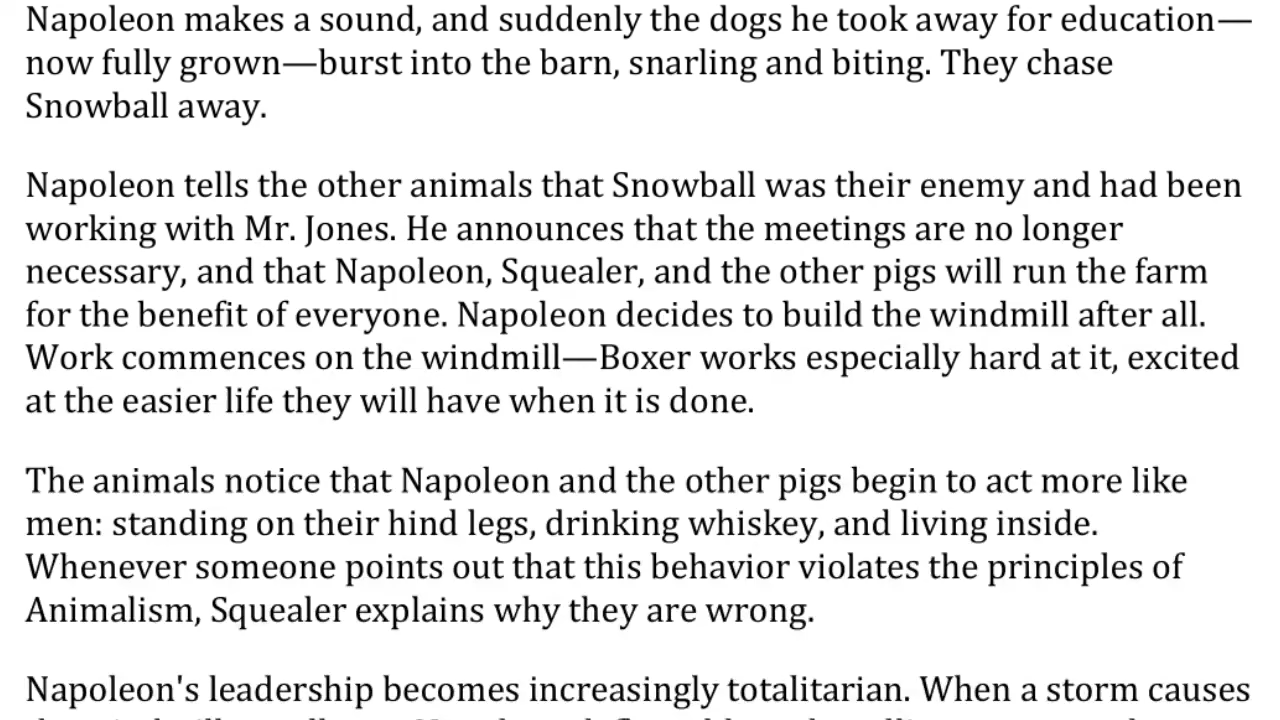 Napoleon makes a sound, and suddenly the dogs he took away for education—
now fully grown—burst into the barn, snarling and biting. They chase
Snowball away.
Napoleon tells the other animals that Snowball was their enemy and had been
working with Mr. Jones. He announces that the meetings are no longer
necessary, and that Napoleon, Squealer, and the other pigs will run the farm
for the benefit of everyone. Napoleon decides to build the windmill after all.
Work commences on the windmill—Boxer works especially hard at it, excited
at the easier life they will have when it is done.
The animals notice that Napoleon and the other pigs begin to act more like
men: standing on their hind legs, drinking whiskey, and living inside.
Whenever someone points out that this behavior violates the principles of
Animalism, Squealer explains why they are wrong.
Napoleon's leadership becomes increasingly totalitarian. When a storm causes